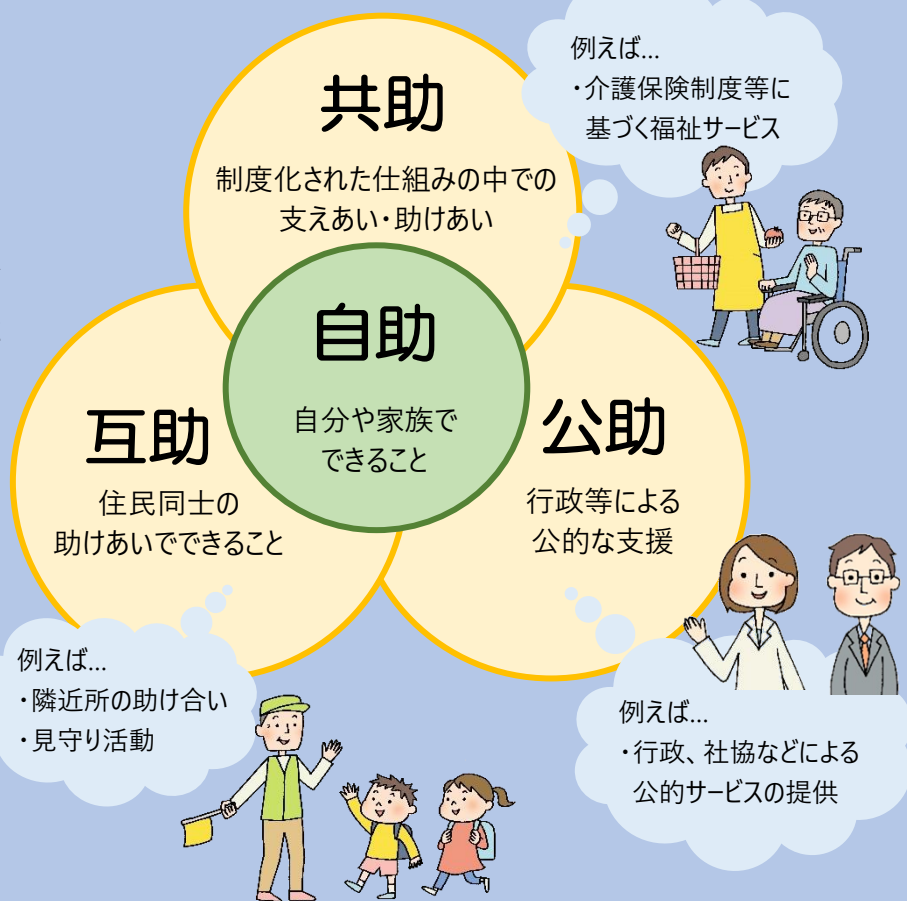 共助
制度化された仕組みの中での
支えあい・助けあい
例えば…
・介護保険制度等に
基づく福祉サービス
自助
自分や家族で
できること
互助
住民同士の
助けあいでできること
公助
行政等による
公的な支援
例えば…
・隣近所の助け合い
・見守り活動
例えば…
・行政、社協などによる
公的サービスの提供